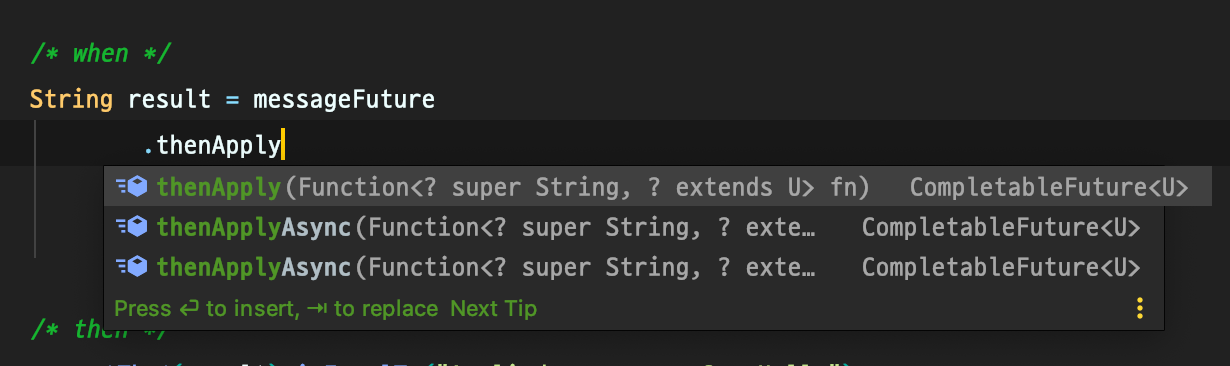 /* when */
String result = messageFuture
.thenApply
thenApply(Function<? super String, ? extends U> fn) CompletableFuture<U>
thenApplyAsync(Function<? super String, ? exte… CompletableFuture<U>
thenApplyAsync(Function<? super String, ? exte… CompletableFuture<U>
Press ⏎ to insert, ⇥ to replace Next Tip
/* then */